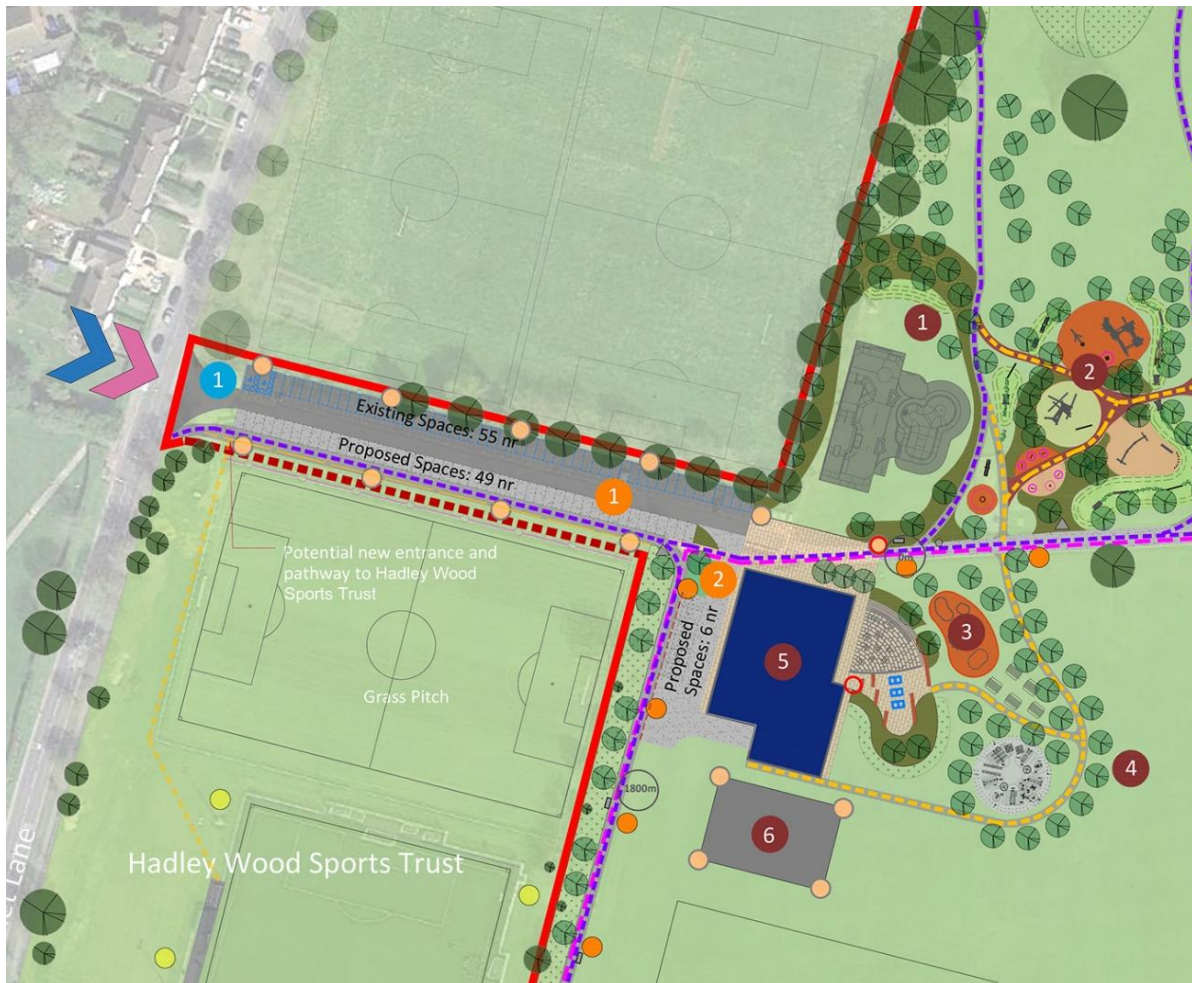 1
Existing Spaces: 55 nr
Proposed Spaces: 49 nr
1
2
Proposed
Spaces: 6 nr
Potential new entrance and
pathway to Hadley Wood
Sports Trust
Grass Pitch
Hadley Wood Sports Trust
1
2
3
4
5
6
0m
1800m
Lane